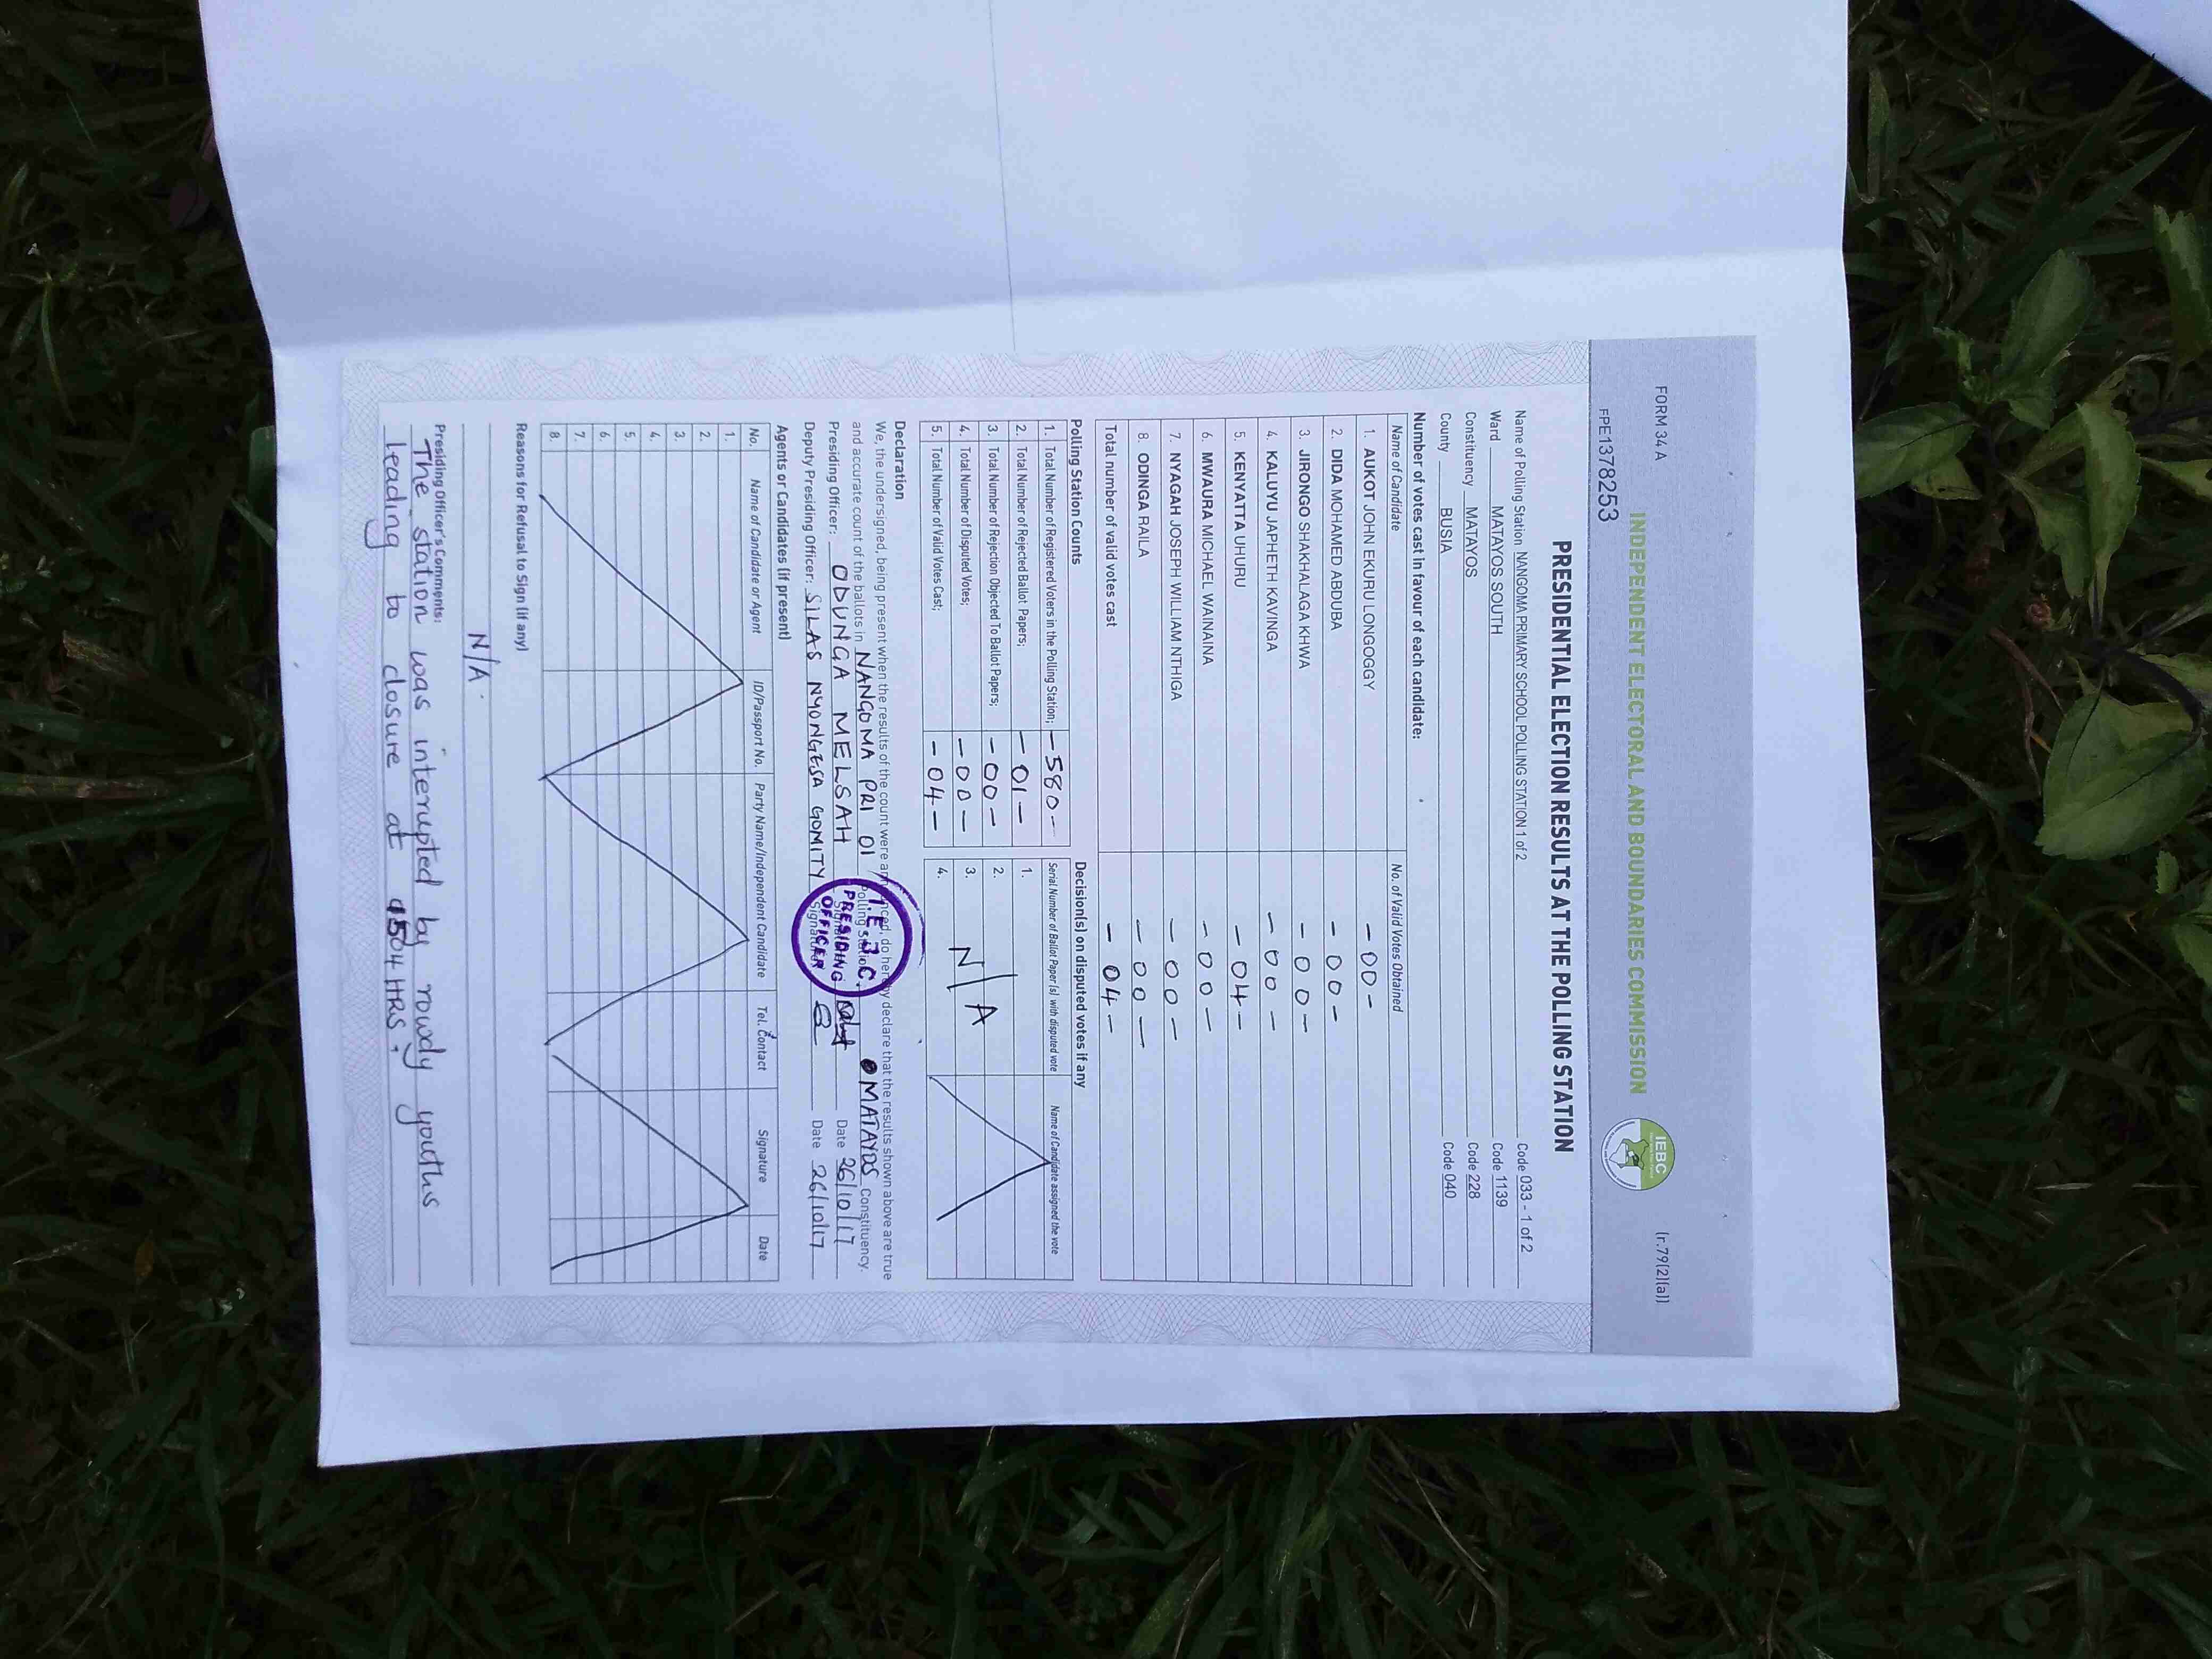 FORM 34A
(r.79(2)(a))
INDEPENDENT ELECTORAL AND BOUNDARIES COMMISSION
IEBC
FPE1378253
PRESIDENTIAL ELECTION RESULTS AT THE POLLING STATION
Name of Polling Station NANGOMA PRIMARY SCHOOL POLLING STATION 1 of 2 Code 033 - 1 of 2
Ward MATAYOS SOUTH Code 1139
Constituency MATAYOS Code 228
County BUSIA Code 040
Number of votes cast in favour of each candidate:
Name of Candidate No. of Valid Votes Obtained
1. AUKOT JOHN EKURU LONGOGGY - 00 -
2. DIDA MOHAMED ABDUBA - 00 -
3. JIRONGO SHAKHALAGA KHWA - 00 -
4. KALUYU JAPHETH KAVINGA - 00 -
5. KENYATTA UHURU - 04 -
6. MWAURA MICHAEL WAINAINA - 00 -
7. NYAGAH JOSEPH WILLIAM NTHIGA - 00 -
8. ODINGA RAILA - 00 -
Total number of valid votes cast - 04 -
Polling Station Counts
1. Total Number of Registered Voters in the Polling Station; - 580 -
2. Total Number of Rejected Ballot Papers; - 01 -
3. Total Number of Rejection Objected To Ballot Papers; - 00 -
4. Total Number of Disputed Votes; - 00 -
5. Total Number of Valid Votes Cast; - 04 -
Decision(s) on disputed votes if any
Serial Number of Ballot Paper(s) with disputed vote Name of Candidate assigned the vote
1.
2.
3. N/A
4.
Declaration
We, the undersigned, being present when the results of the count were announced, do hereby declare that the results shown above are true
and accurate count of the ballots in NANGOMA PRI 01 Polling Station MATAYOS Constituency.
Presiding Officer: ODUNGA MELSAH Signature Date 26/10/17
Deputy Presiding Officer: SILAS NYONGESA GOMITY Signature Date 26/10/17
PRESIDING
OFFICER
Agents or Candidates (if present)
No. Name of Candidate or Agent ID/Passport No. Party Name/Independent Candidate Tel. Contact Signature Date
1.
2.
3.
4.
5.
6.
7.
8.
Reasons for Refusal to Sign (if any)
N/A.
Presiding Officer's Comments:
The station was interupted by rowdy youths
leading to closure at HRS.